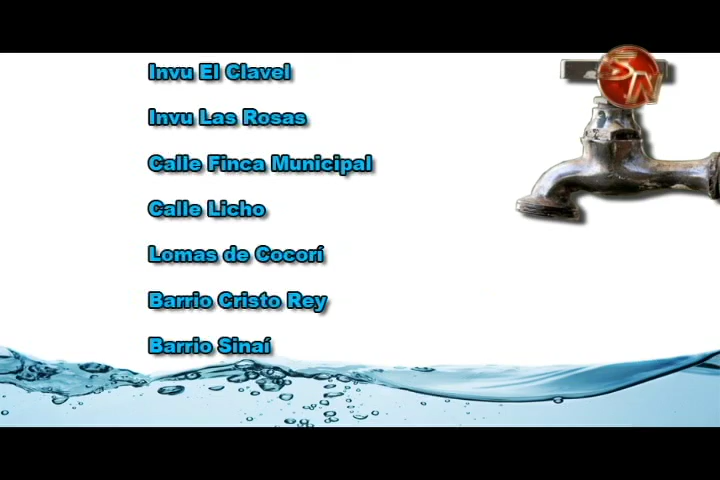 Invu El Clavel
Invu Las Rosas
Calle Finca Municipal
Calle Licho
Lomas de Cocorí
Barrio Cristo Rey
Barrio Sinaí